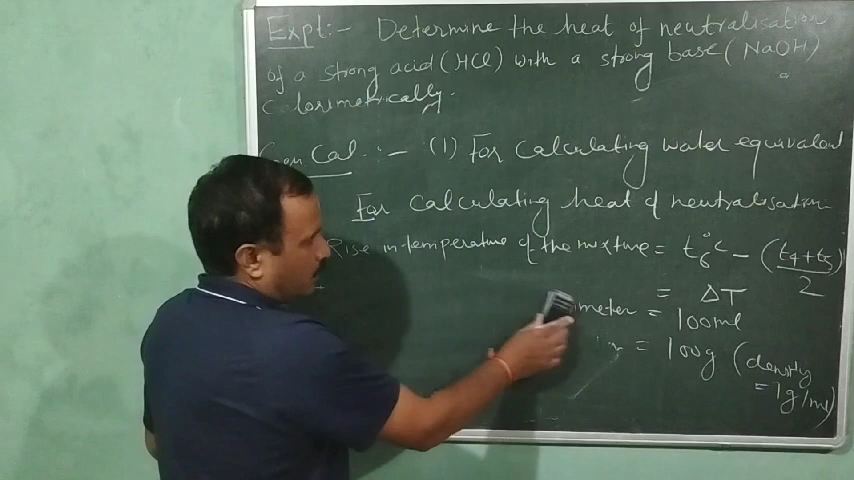 Expt:- Determine the heat of neutralisation
of a strong acid (HCl) with a strong base (NaOH)
Calorimetrically.
Cal :- (1) For calculating water equivalent
For calculating heat of neutralisation
Rise in temperature of the mixture = t6°c - (t4+t5)/2
= ΔT
meter = 100ml
= 100g (density
= 1g/ml)